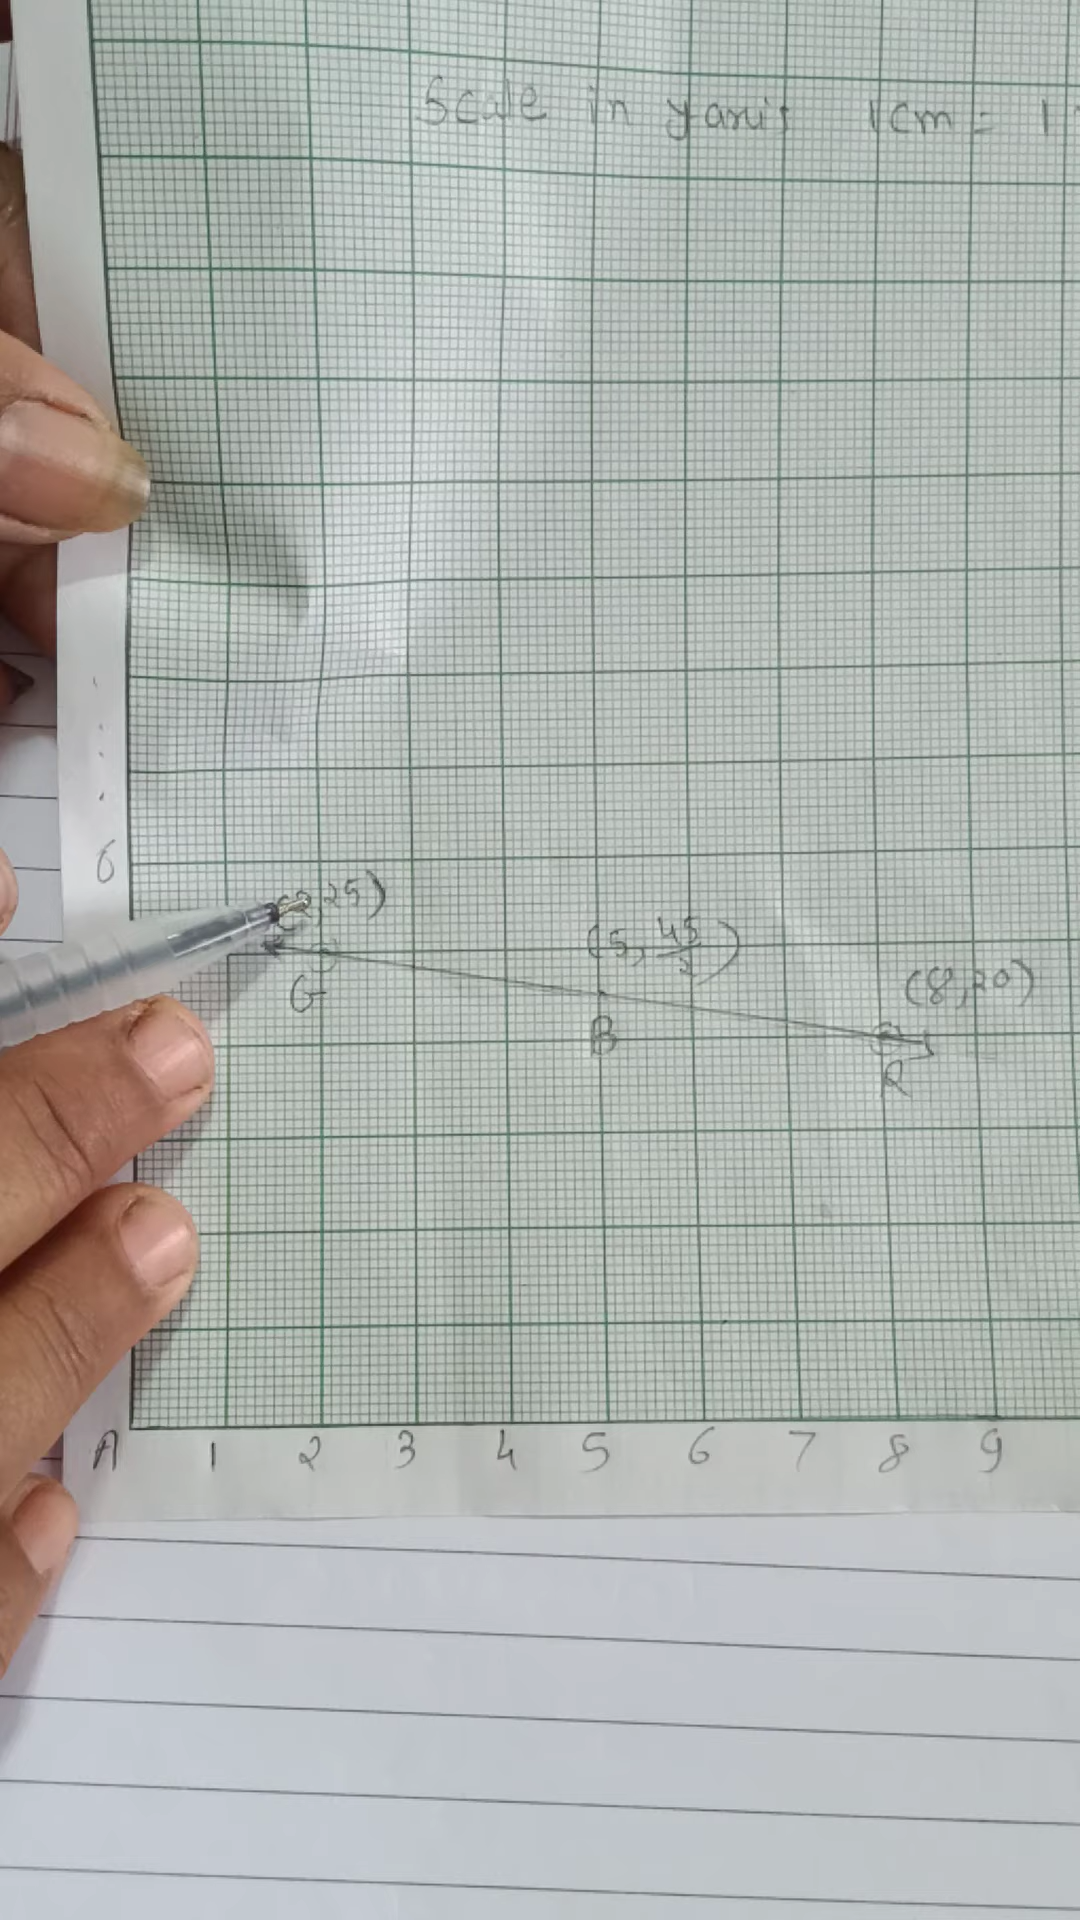 Scale in y axis 1cm = 1
6
(2,25)
(5, 45/2)
(8,20)
G
B
R
A 1 2 3 4 5 6 7 8 9